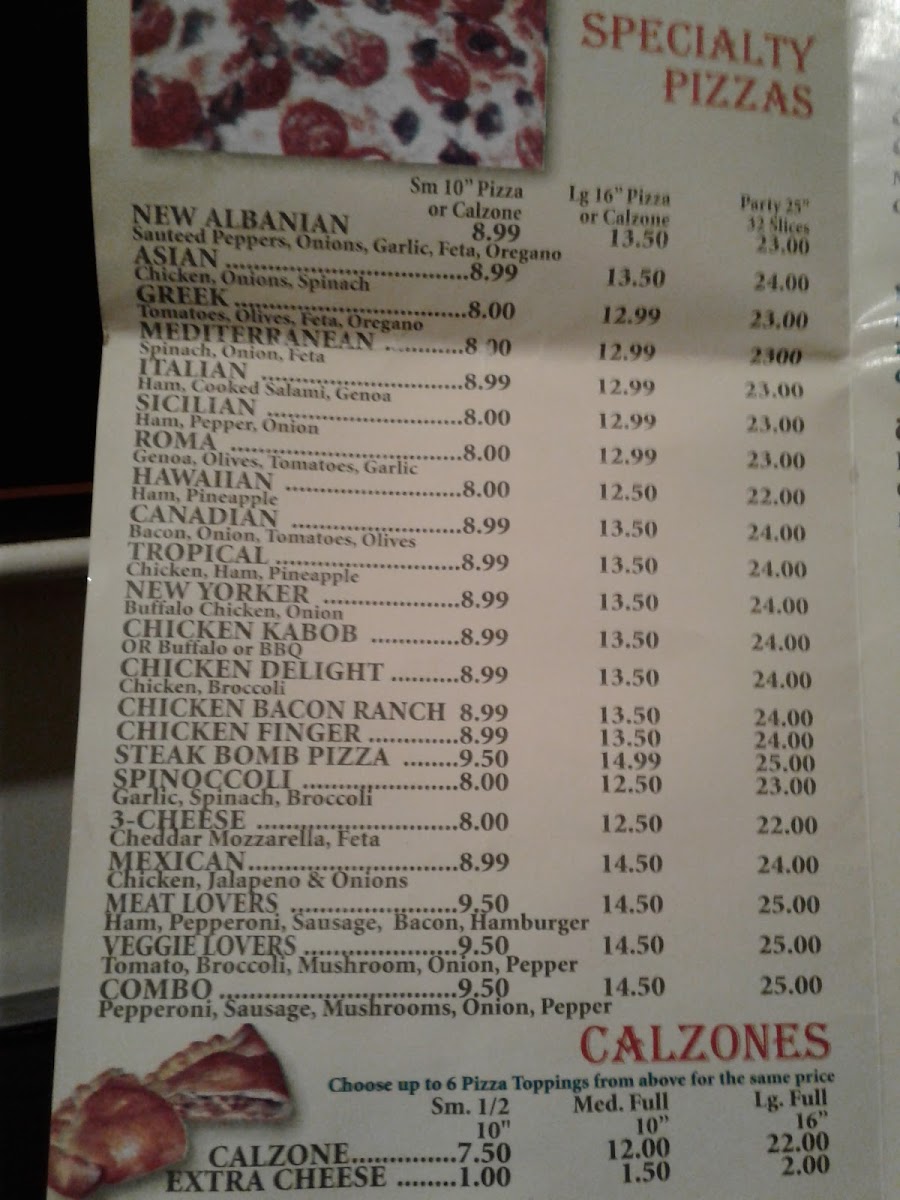 SPECIALTY
PIZZAS
Sm 10" Pizza
or Calzone
Lg 16" Pizza
or Calzone
Party 25"
32 Slices
NEW ALBANIAN 8.99 13.50 23.00
Sauteed Peppers, Onions, Garlic, Feta, Oregano
ASIAN ..............................8.99 13.50 24.00
Chicken, Onions, Spinach
GREEK .............................8.00 12.99 23.00
Tomatoes, Olives, Feta, Oregano
MEDITERRANEAN ............8 00 12.99 2300
Spinach, Onion, Feta
ITALIAN .........................8.99 12.99 23.00
Ham, Cooked Salami, Genoa
SICILIAN ........................8.00 12.99 23.00
Ham, Pepper, Onion
ROMA .............................8.00 12.99 23.00
Genoa, Olives, Tomatoes, Garlic
HAWAIIAN ......................8.00 12.50 22.00
Ham, Pineapple
CANADIAN .....................8.99 13.50 24.00
Bacon, Onion, Tomatoes, Olives
TROPICAL .......................8.99 13.50 24.00
Chicken, Ham, Pineapple
NEW YORKER .................8.99 13.50 24.00
Buffalo Chicken, Onion
CHICKEN KABOB ...........8.99 13.50 24.00
OR Buffalo or BBQ
CHICKEN DELIGHT ........8.99 13.50 24.00
Chicken, Broccoli
CHICKEN BACON RANCH 8.99 13.50 24.00
CHICKEN FINGER ...........8.99 13.50 24.00
STEAK BOMB PIZZA .......9.50 14.99 25.00
SPINOCCOLI ...................8.00 12.50 23.00
Garlic, Spinach, Broccoli
3-CHEESE ........................8.00 12.50 22.00
Cheddar Mozzarella, Feta
MEXICAN.........................8.99 14.50 24.00
Chicken, Jalapeno & Onions
MEAT LOVERS ....................9.50 14.50 25.00
Ham, Pepperoni, Sausage, Bacon, Hamburger
VEGGIE LOVERS ..................9.50 14.50 25.00
Tomato, Broccoli, Mushroom, Onion, Pepper
COMBO .............................9.50 14.50 25.00
Pepperoni, Sausage, Mushrooms, Onion, Pepper
CALZONES
Choose up to 6 Pizza Toppings from above for the same price
Sm. 1/2 Med. Full Lg. Full
10" 10" 16"
CALZONE..............7.50 12.00 22.00
EXTRA CHEESE ........1.00 1.50 2.00